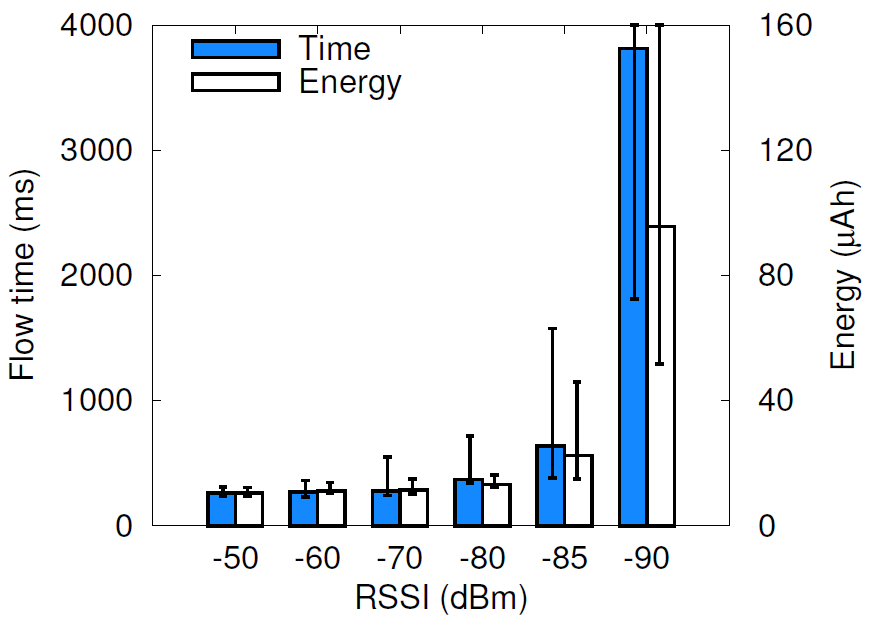 4000
3000
2000
1000
0
Flow time (ms)
Time
Energy
160
120
80
40
0
Energy (µAh)
-50 -60 -70 -80 -85 -90
RSSI (dBm)